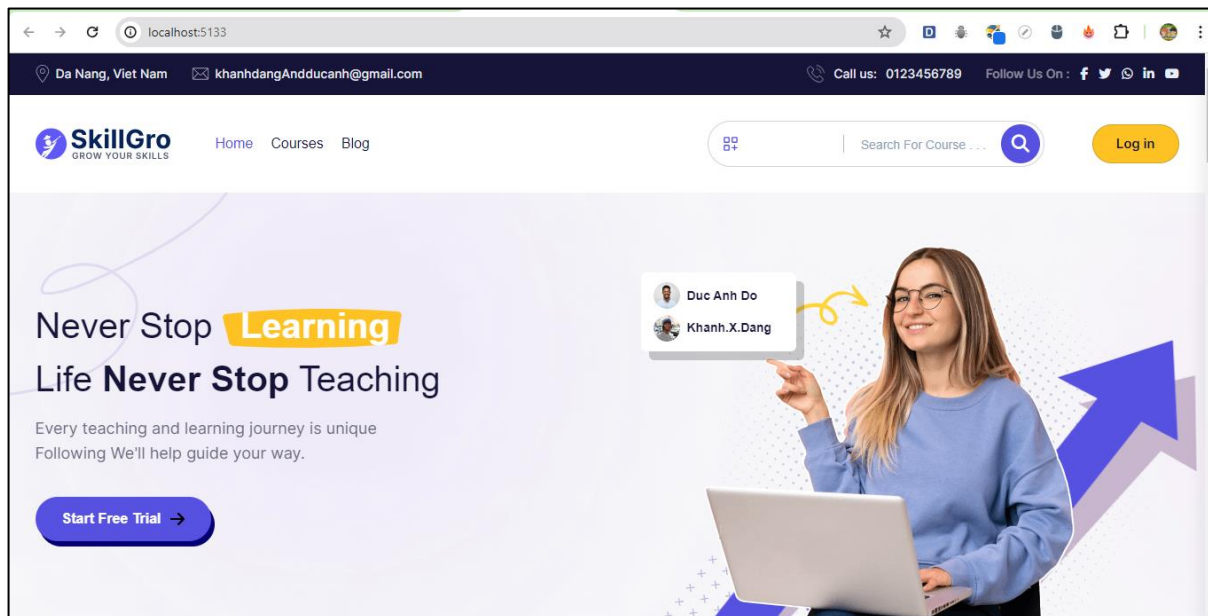 localhost:5133
Da Nang, Viet Nam khanhdangAndducanh@gmail.com Call us: 0123456789 Follow Us On :
SkillGro
GROW YOUR SKILLS
Home Courses Blog Search For Course . . . Log in
Duc Anh Do
Khanh.X.Dang
Never Stop Learning
Life Never Stop Teaching
Every teaching and learning journey is unique
Following We'll help guide your way.
Start Free Trial